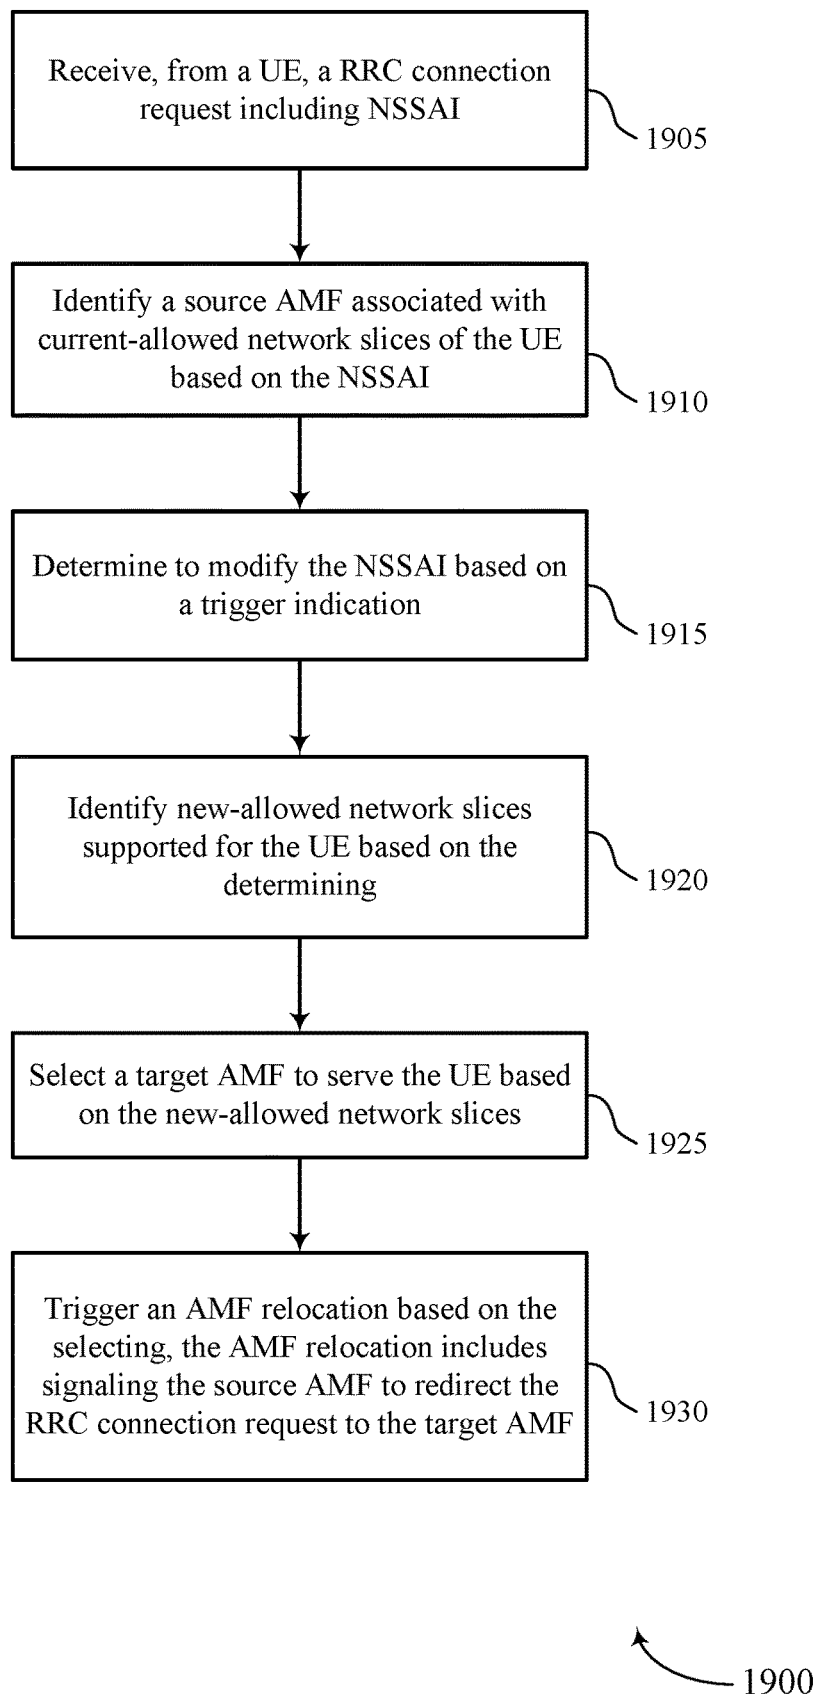 Receive, from a UE, a RRC connection
request including NSSAI
1905
Identify a source AMF associated with
current-allowed network slices of the UE
based on the NSSAI
1910
Determine to modify the NSSAI based on
a trigger indication
1915
Identify new-allowed network slices
supported for the UE based on the
determining
1920
Select a target AMF to serve the UE based
on the new-allowed network slices
1925
Trigger an AMF relocation based on the
selecting, the AMF relocation includes
signaling the source AMF to redirect the
RRC connection request to the target AMF
1930
1900